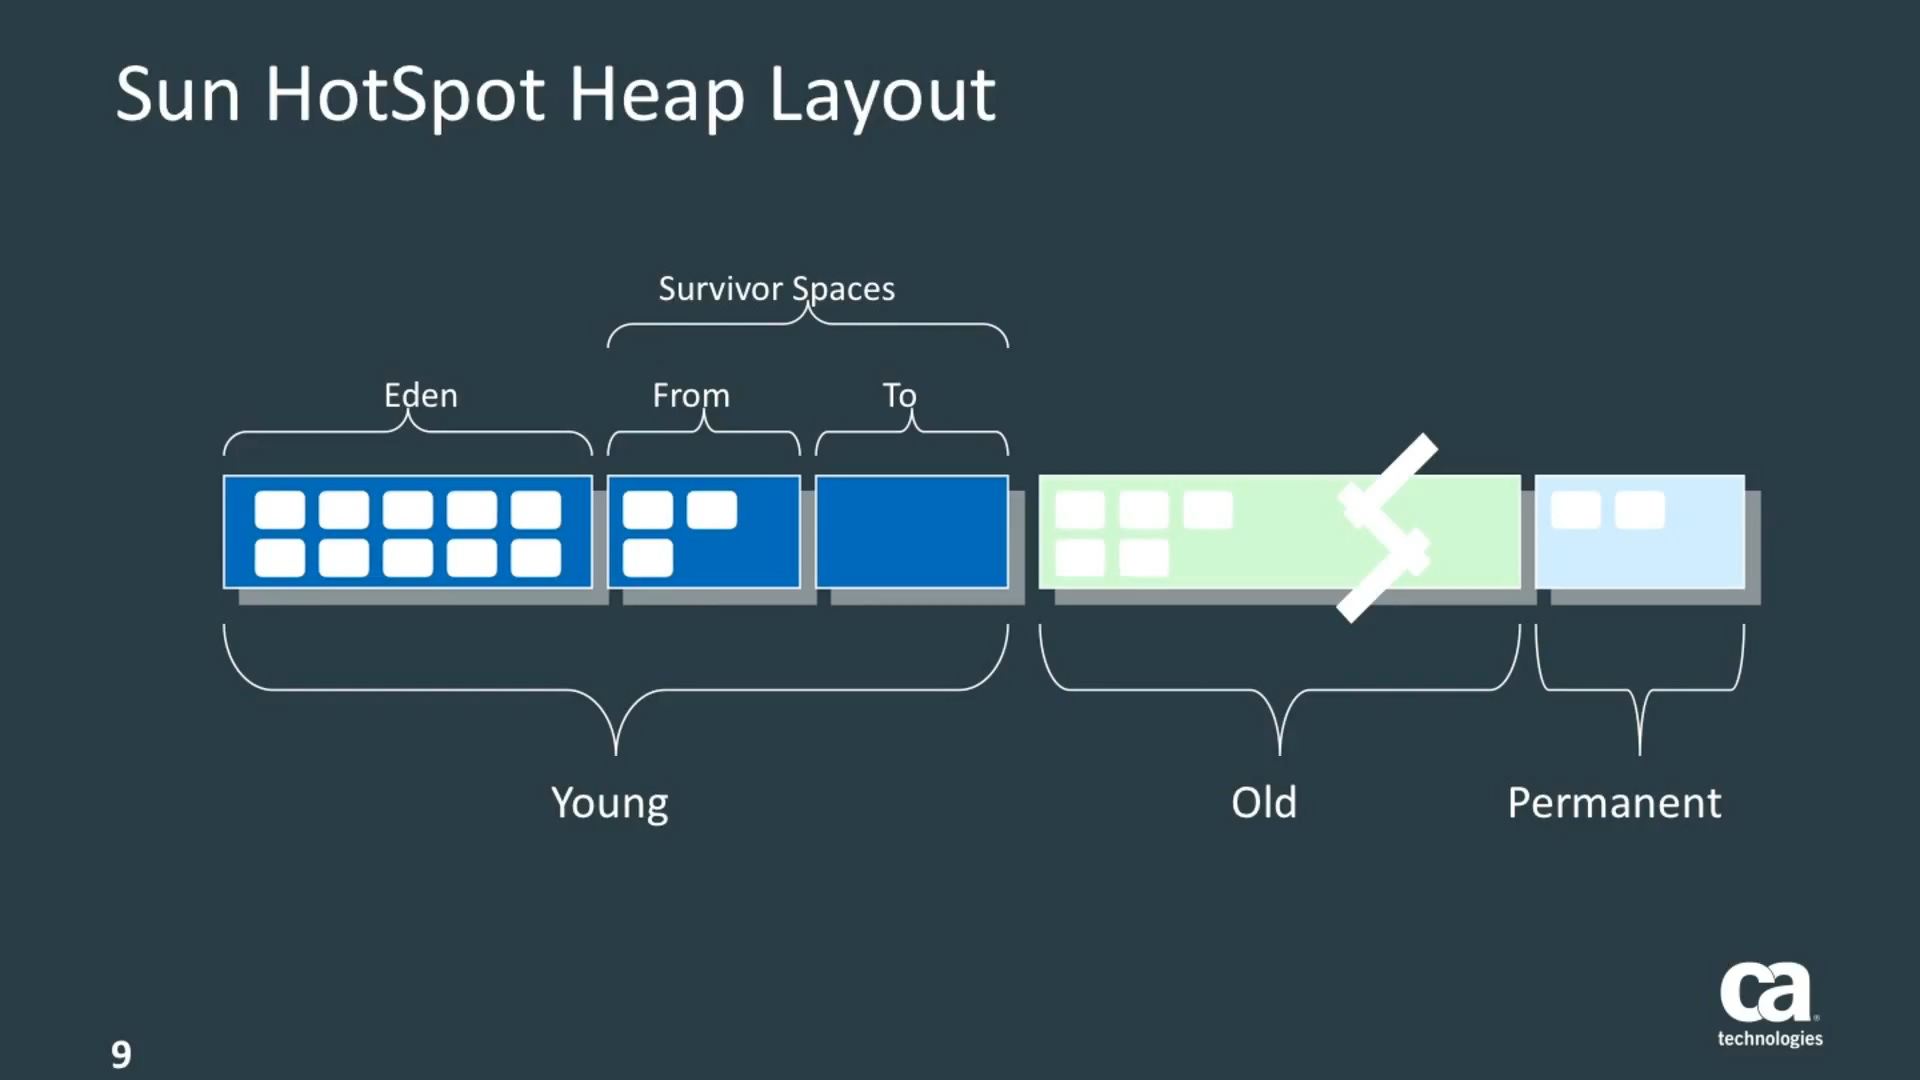 Sun HotSpot Heap Layout
Survivor Spaces
Eden
From
To
Young
Old
Permanent
ca
technologies
9